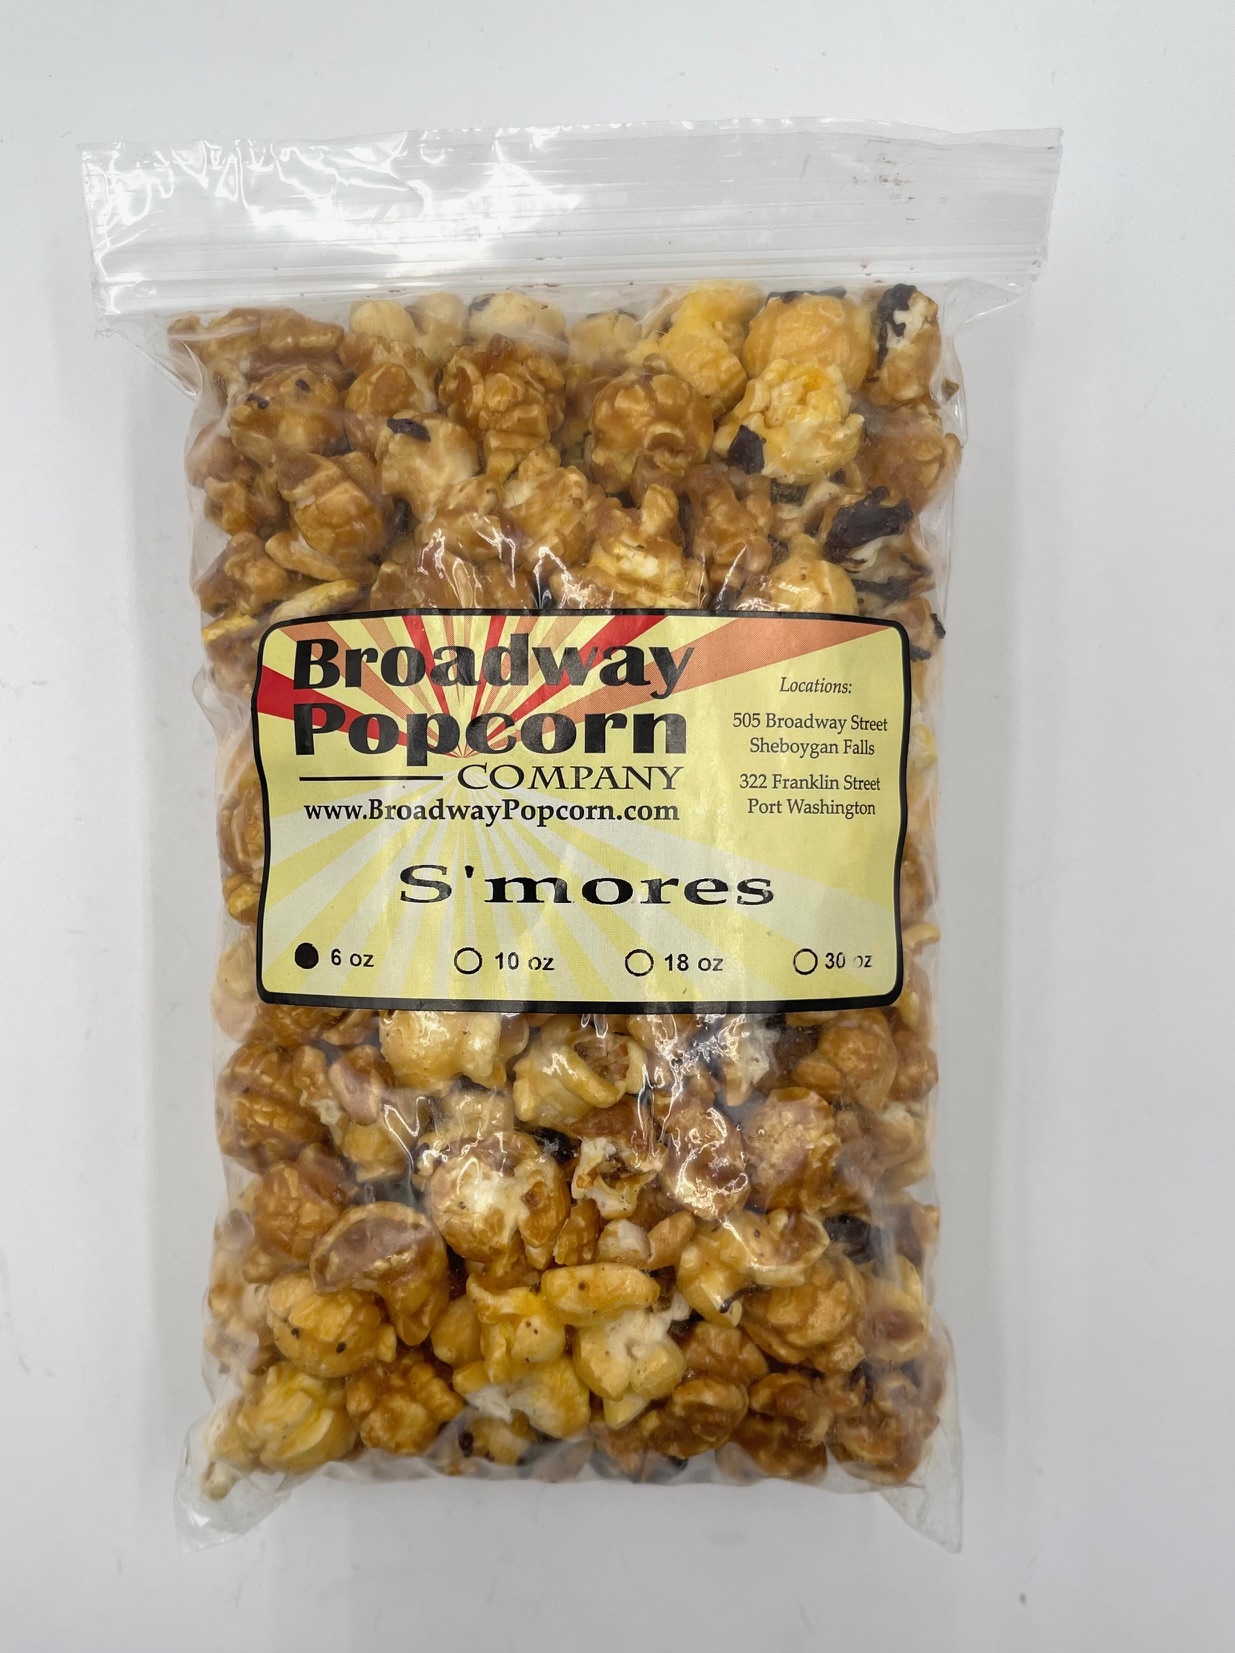 Broadway
Popcorn
COMPANY
www.BroadwayPopcorn.com
Locations:
505 Broadway Street
Sheboygan Falls
322 Franklin Street
Port Washington
S'mores
6 oz 10 oz 18 oz 30 oz